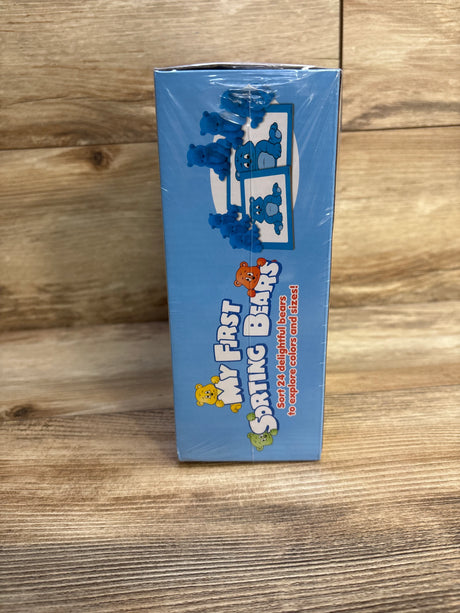 MY FIRST
SORTING BEARS
Sort 24 delightful bears
to explore colors and sizes!